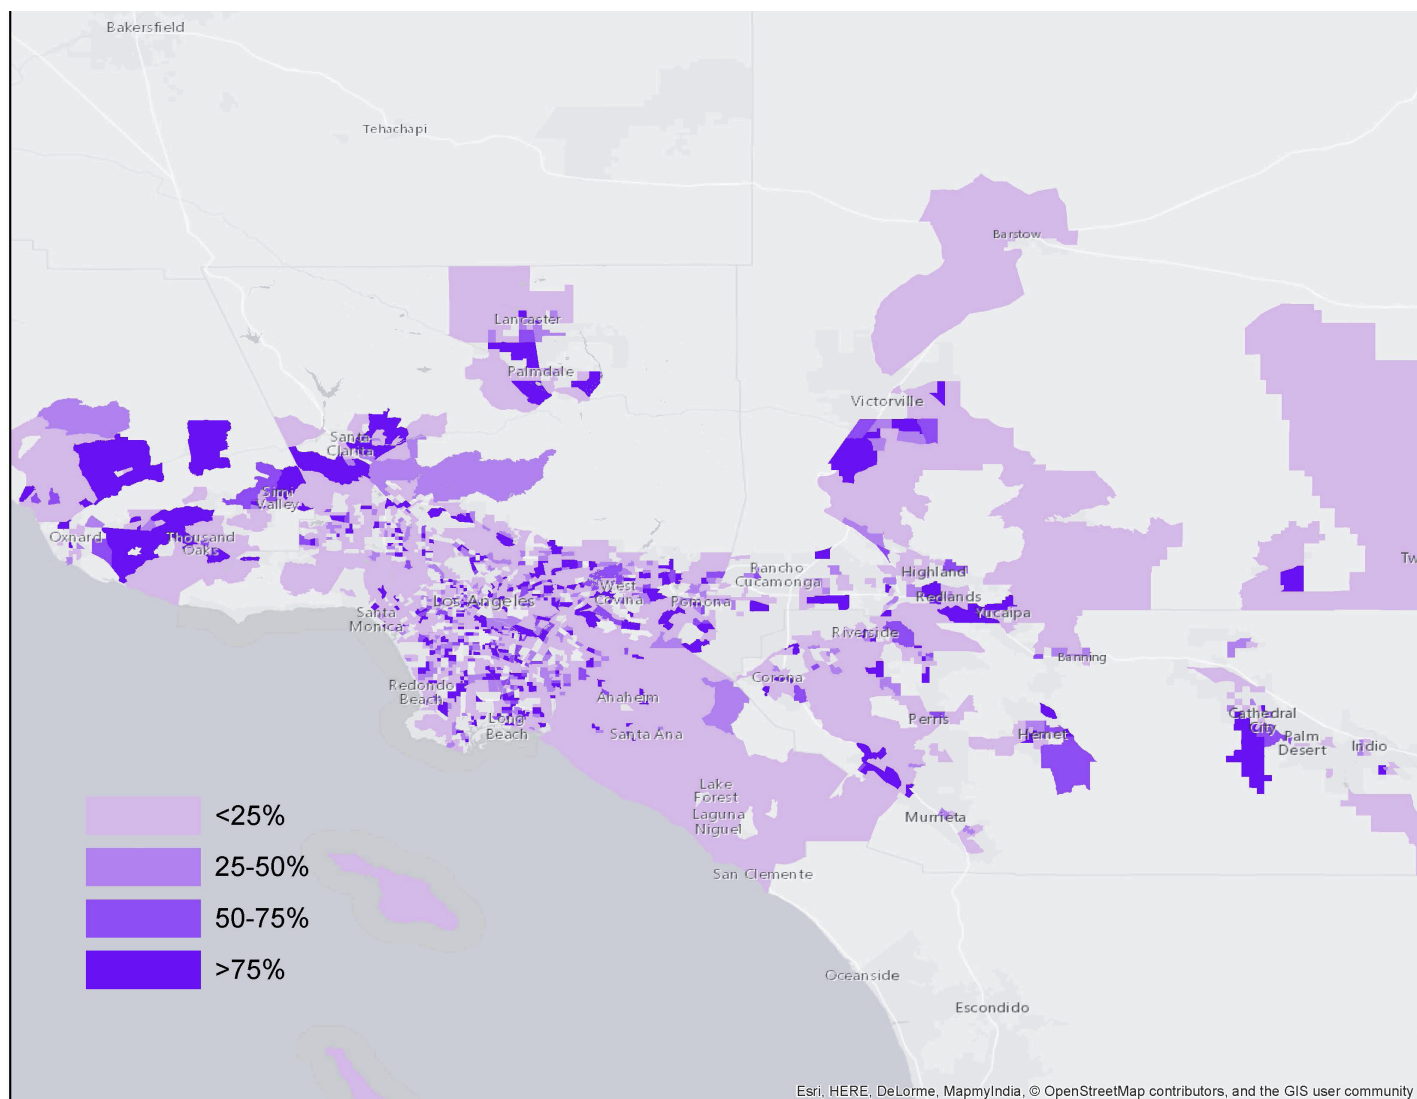 Bakersfield
Tehachapi
Barstow
Lancaster
Palmdale
Victorville
Santa
Clarita
Simi
Valley
Oxnard
Thousand
Oaks
Tw
Rancho
Cucamonga
Highland
West
Covina
Los Angeles
Pomona
Redlands
Yucaipa
Santa
Monica
Riverside
Banning
Corona
Redondo
Beach
Anaheim
Long
Beach
Santa Ana
Perris
Hemet
Cathedral
City
Palm
Desert
Indio
Lake
Forest
Laguna
Niguel
Murrieta
San Clemente
<25%
25-50%
50-75%
>75%
Oceanside
Escondido
Esri, HERE, DeLorme, MapmyIndia, © OpenStreetMap contributors, and the GIS user community